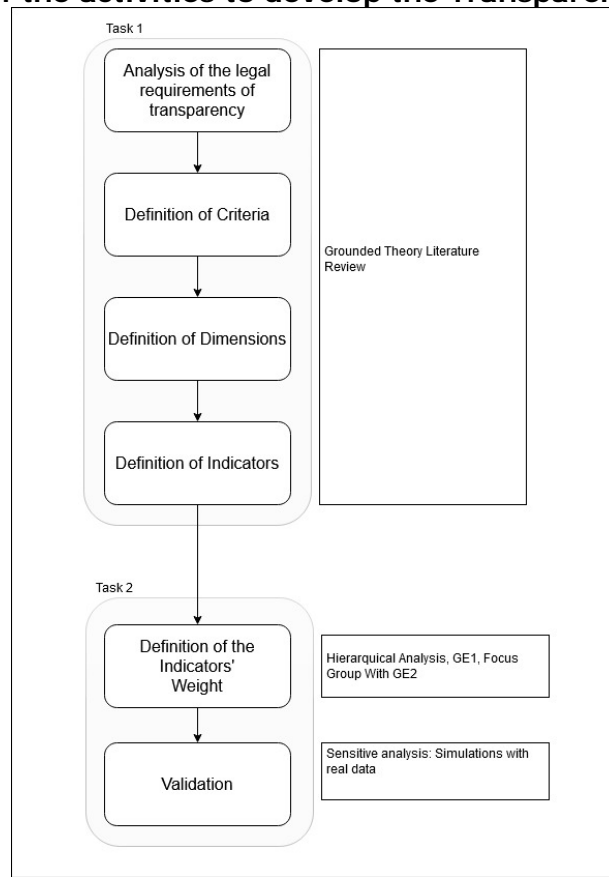 the activities to develop the
Task 1
Analysis of the legal
requirements of
transparency
Definition of Criteria
Grounded Theory Literature
Review
Definition of Dimensions
Definition of Indicators
Task 2
Definition of the
Indicators'
Weight
Hierarquical Analysis, GE1, Focus
Group With GE2
Sensitive analysis: Simulations with
real data
Validation